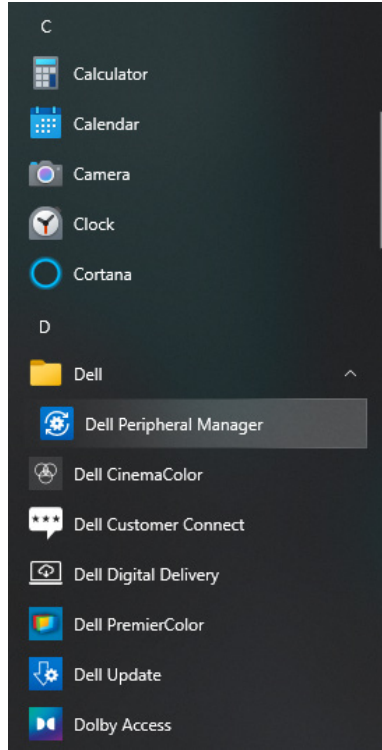 C
Calculator
Calendar
Camera
Clock
Cortana
D
Dell
Dell Peripheral Manager
Dell CinemaColor
Dell Customer Connect
Dell Digital Delivery
Dell PremierColor
Dell Update
Dolby Access